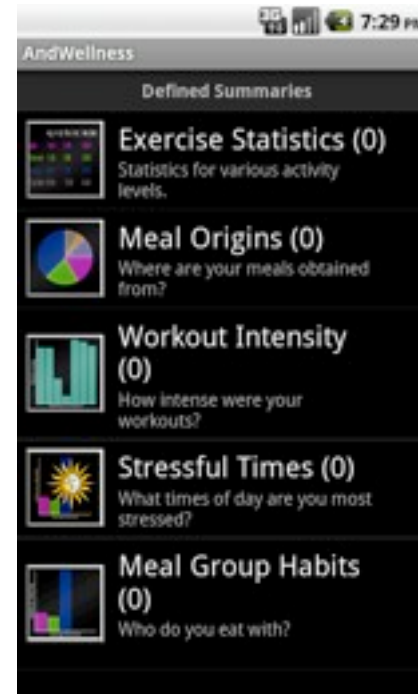 3G
7:29 PM
AndWellness
Defined Summaries
Exercise Statistics (0)
Statistics for various activity
levels.
Meal Origins (0)
Where are your meals obtained
from?
Workout Intensity
(0)
How intense were your
workouts?
Stressful Times (0)
What times of day are you most
stressed?
Meal Group Habits
(0)
Who do you eat with?